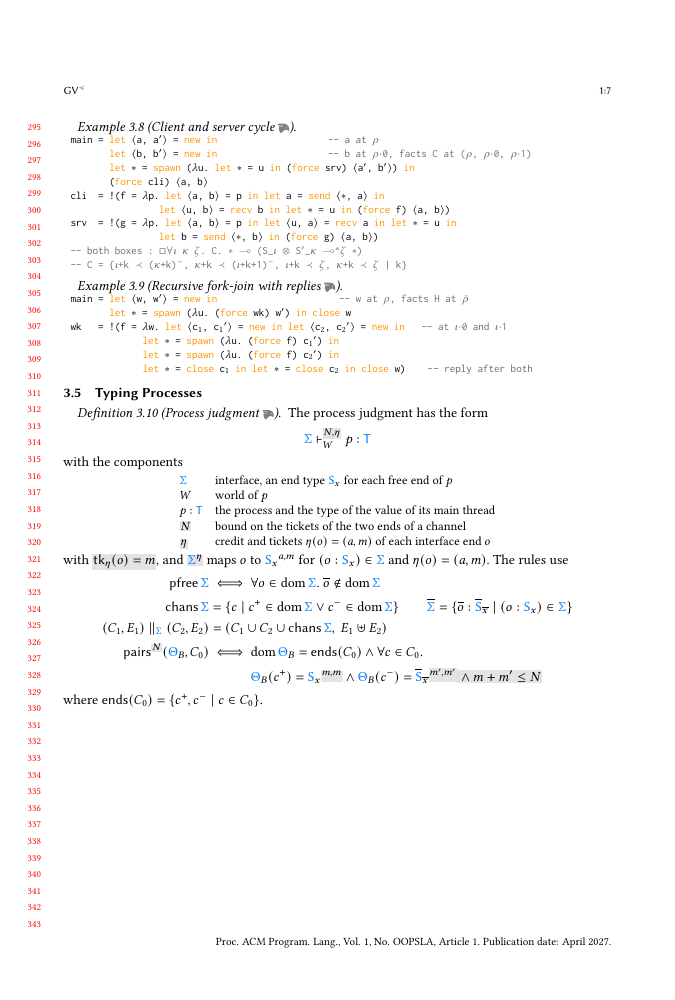 GV≺ 1:7
295 Example 3.8 (Client and server cycle).
296 main = let ⟨a, a′⟩ = new in -- a at ρ
297 let ⟨b, b′⟩ = new in -- b at ρ·0, facts C at (ρ, ρ·0, ρ·1)
298 let ∗ = spawn (λu. let ∗ = u in (force srv) ⟨a′, b′⟩) in
(force cli) ⟨a, b⟩
299 cli = !(f = λp. let ⟨a, b⟩ = p in let a = send ⟨∗, a⟩ in
300 let ⟨u, b⟩ = recv b in let ∗ = u in (force f) ⟨a, b⟩)
301 srv = !(g = λp. let ⟨a, b⟩ = p in let ⟨u, a⟩ = recv a in let ∗ = u in
302 let b = send ⟨∗, b⟩ in (force g) ⟨a, b⟩)
303 -- both boxes : □∀ι κ ζ. C. ∗ ⊸ (S_ι ⊗ S′_κ ⊸^ζ ∗)
304 -- C = {ι+k ≺ (κ+k)⁻, κ+k ≺ (ι+k+1)⁻, ι+k ≺ ζ, κ+k ≺ ζ | k}
305 Example 3.9 (Recursive fork-join with replies).
main = let ⟨w, w′⟩ = new in -- w at ρ, facts H at ρ̄
306 let ∗ = spawn (λu. (force wk) w′) in close w
307 wk = !(f = λw. let ⟨c₁, c₁′⟩ = new in let ⟨c₂, c₂′⟩ = new in -- at ι·0 and ι·1
308 let ∗ = spawn (λu. (force f) c₁′) in
309 let ∗ = spawn (λu. (force f) c₂′) in
310 let ∗ = close c₁ in let ∗ = close c₂ in close w) -- reply after both
311 3.5 Typing Processes
312 Definition 3.10 (Process judgment). The process judgment has the form
313
314 Σ ⊢_W^{N,η} p : T
315 with the components
316 Σ interface, an end type Sₓ for each free end of p
317 W world of p
318 p : T the process and the type of the value of its main thread
319 N bound on the tickets of the two ends of a channel
320 η credit and tickets η(o) = (a, m) of each interface end o
321 with tk_η(o) = m, and Σ^η maps o to Sₓ^{a,m} for (o : Sₓ) ∈ Σ and η(o) = (a, m). The rules use
322 pfree Σ ⟺ ∀o ∈ dom Σ. o̅ ∉ dom Σ
323
324 chans Σ = {c | c⁺ ∈ dom Σ ∨ c⁻ ∈ dom Σ} Σ̅ = {o̅ : S̅_x̅ | (o : Sₓ) ∈ Σ}
325 (C₁, E₁) ∥_Σ (C₂, E₂) = (C₁ ∪ C₂ ∪ chans Σ, E₁ ⊎ E₂)
326
327 pairs^N(Θ_B, C₀) ⟺ dom Θ_B = ends(C₀) ∧ ∀c ∈ C₀.
328 Θ_B(c⁺) = Sₓ^{m,m} ∧ Θ_B(c⁻) = S̅_x̅^{m′,m′} ∧ m + m′ ≤ N
329
330 where ends(C₀) = {c⁺, c⁻ | c ∈ C₀}.
331
332
333
334
335
336
337
338
339
340
341
342
343
Proc. ACM Program. Lang., Vol. 1, No. OOPSLA, Article 1. Publication date: April 2027.